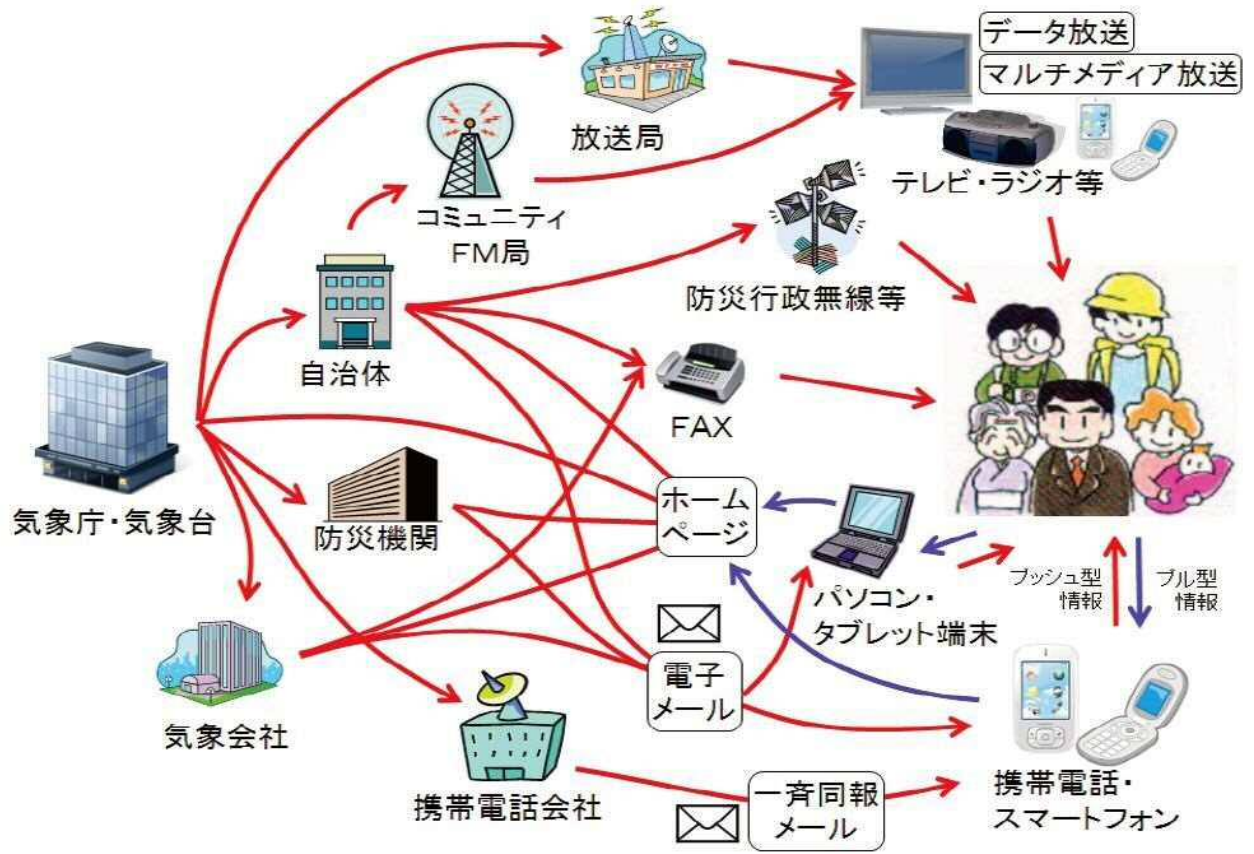 データ放送
マルチメディア放送
放送局
テレビ・ラジオ等
コミュニティ
FM局
防災行政無線等
自治体
FAX
気象庁・気象台
防災機関
ホーム
ページ
パソコン・
タブレット端末
プッシュ型
情報
プル型
情報
電子
メール
気象会社
携帯電話会社
一斉同報
メール
携帯電話・
スマートフォン